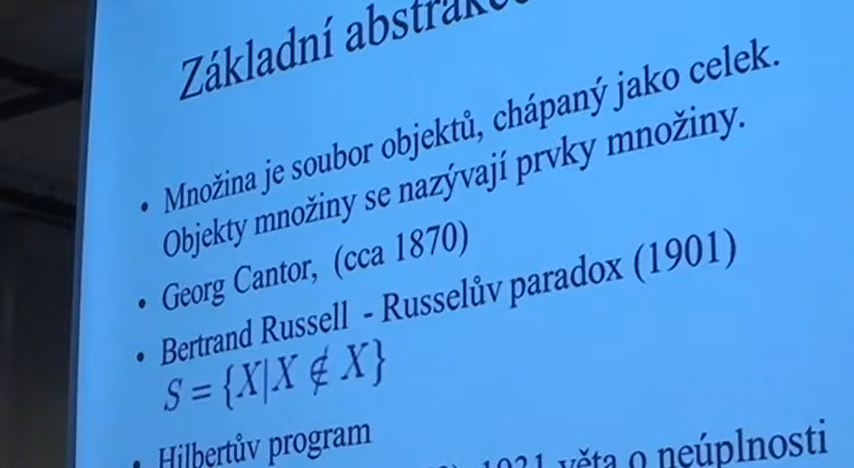 Základní
• Množina je soubor objektů, chápaný jako celek.
Objekty množiny se nazývají prvky množiny.
• Georg Cantor, (cca 1870)
• Bertrand Russell - Russelův paradox (1901)
S = {X|X ∉ X}
• Hilbertův program
1931 věta o neúplnosti